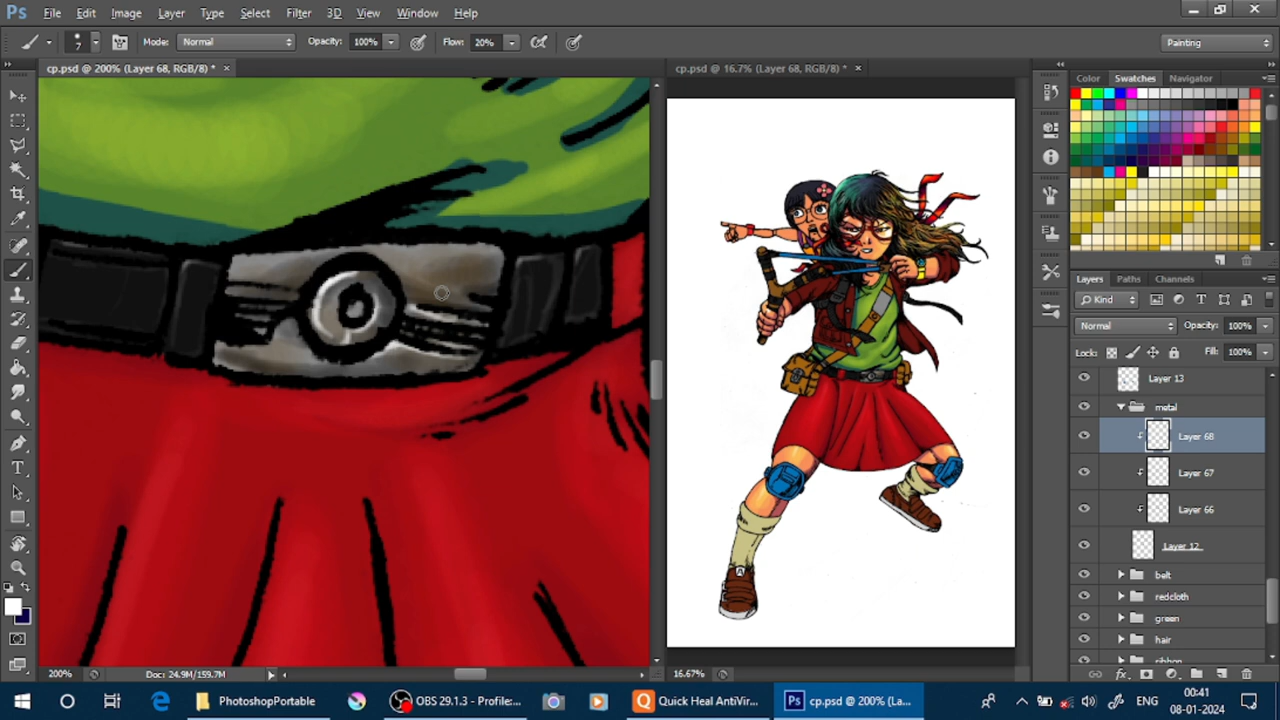 Ps File Edit Image Layer Type Select Filter 3D View Window Help
7 Mode: Normal Opacity: 100% Flow: 20% Painting
cp.psd @ 200% (Layer 68, RGB/8) * × cp.psd @ 16.7% (Layer 68, RGB/8) * ×
Color Swatches Navigator
Layers Paths Channels
Kind
Normal Opacity: 100%
Lock: Fill: 100%
Layer 13
metal
Layer 68
Layer 67
Layer 66
Layer 12
belt
redcloth
green
hair
ribbon
200% Doc: 24.9M/159.7M 16.67%
PhotoshopPortable OBS 29.1.3 - Profile:... Quick Heal AntiVir... Ps cp.psd @ 200% (La... ENG 00:41
08-01-2024